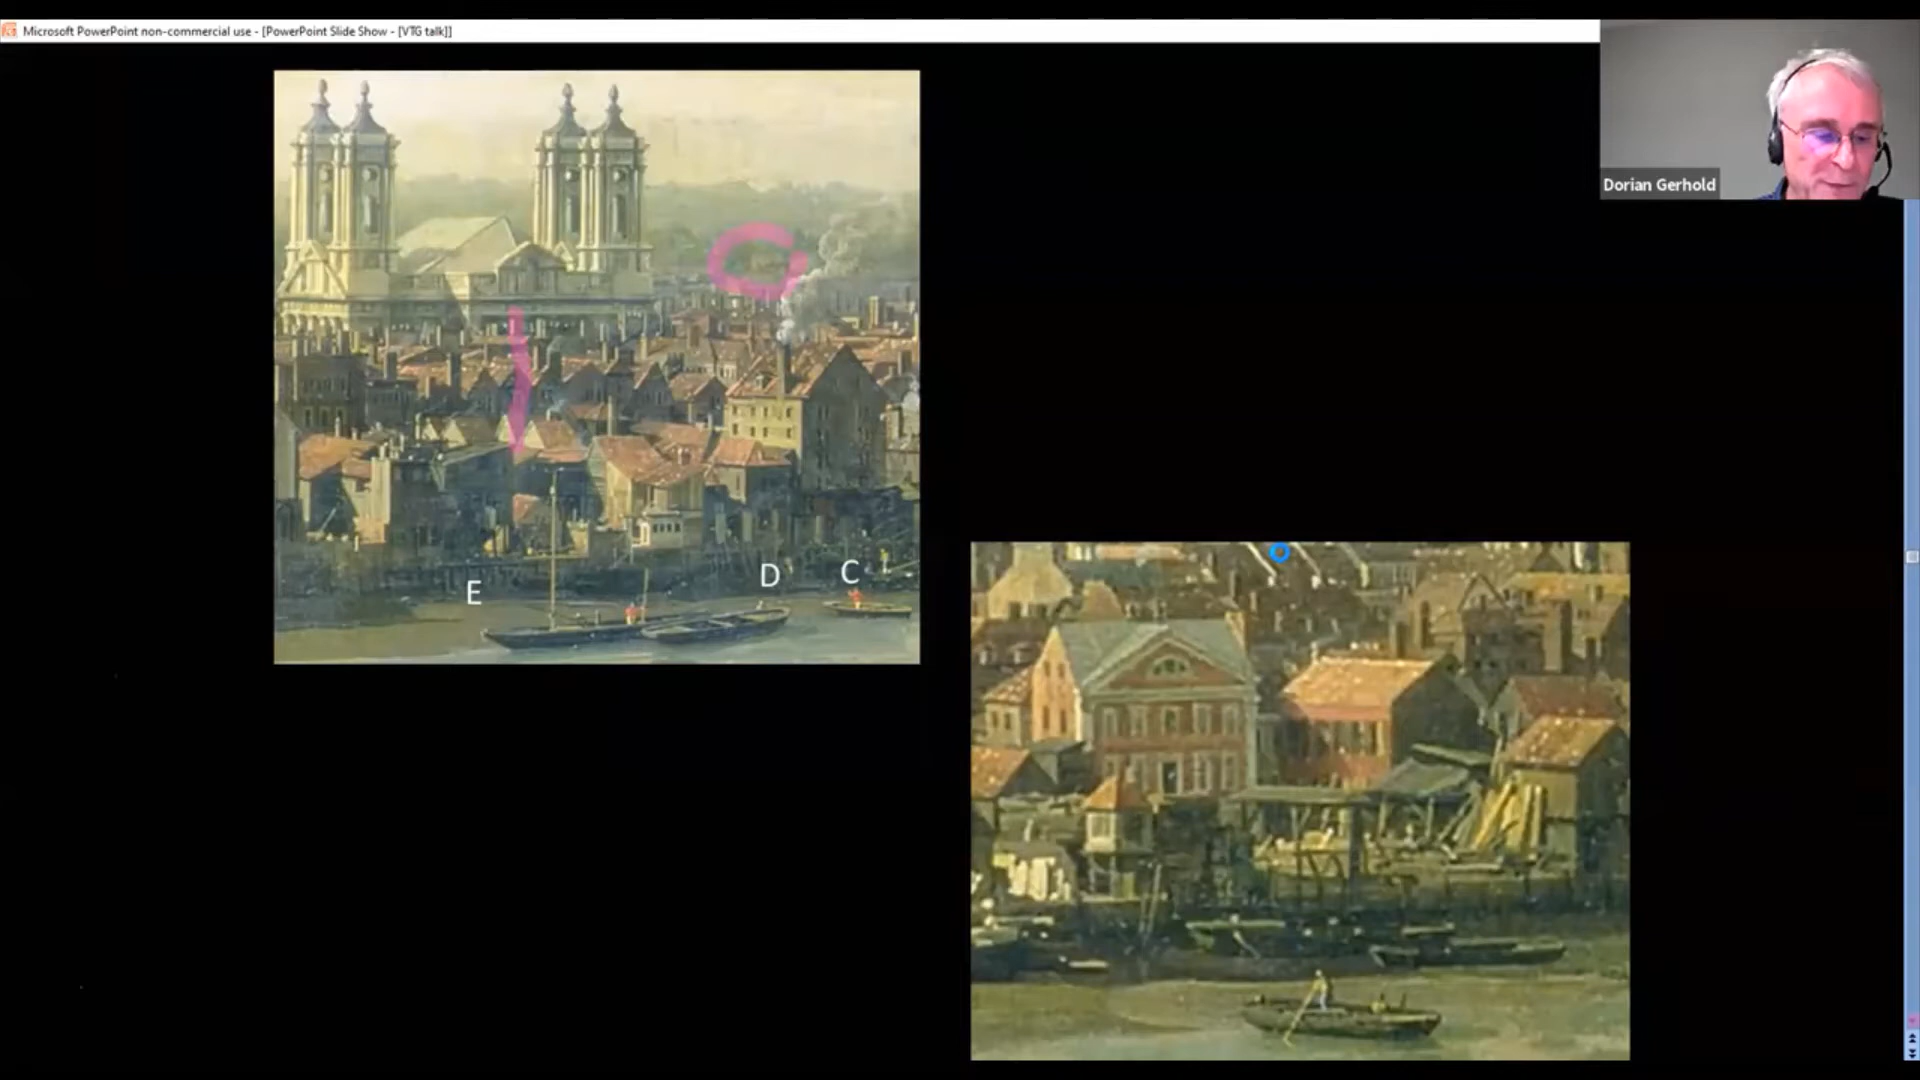 Microsoft PowerPoint non-commercial use - [PowerPoint Slide Show - [VTG talk]]
Dorian Gerhold
E
D
C